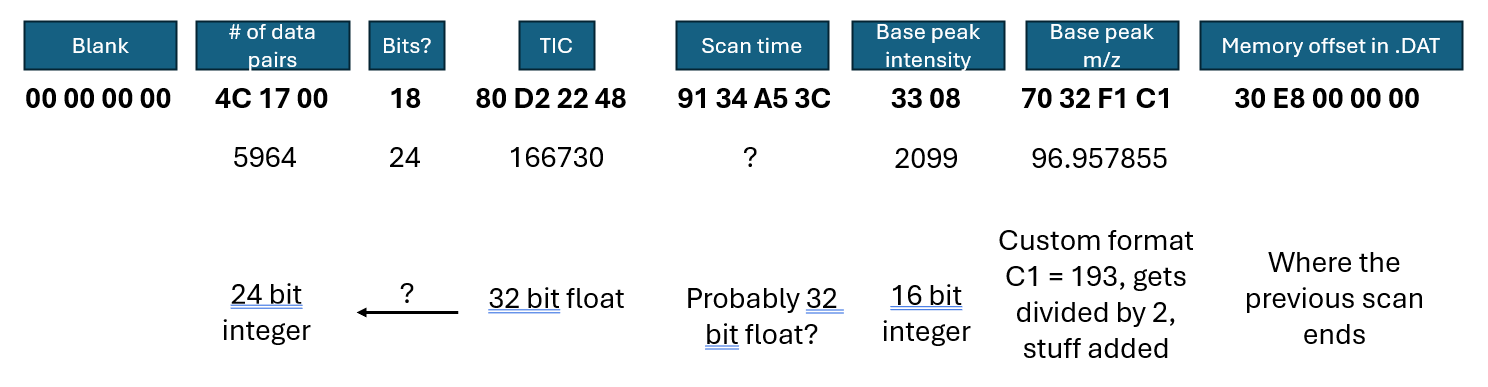 Blank
# of data
pairs
Bits?
TIC
Scan time
Base peak
intensity
Base peak
m/z
Memory offset in .DAT
00 00 00 00
4C 17 00
18
80 D2 22 48
91 34 A5 3C
33 08
70 32 F1 C1
30 E8 00 00 00
5964
24
166730
?
2099
96.957855
24 bit
integer
?
32 bit float
Probably 32
bit float?
16 bit
integer
Custom format
C1 = 193, gets
divided by 2,
stuff added
Where the
previous scan
ends